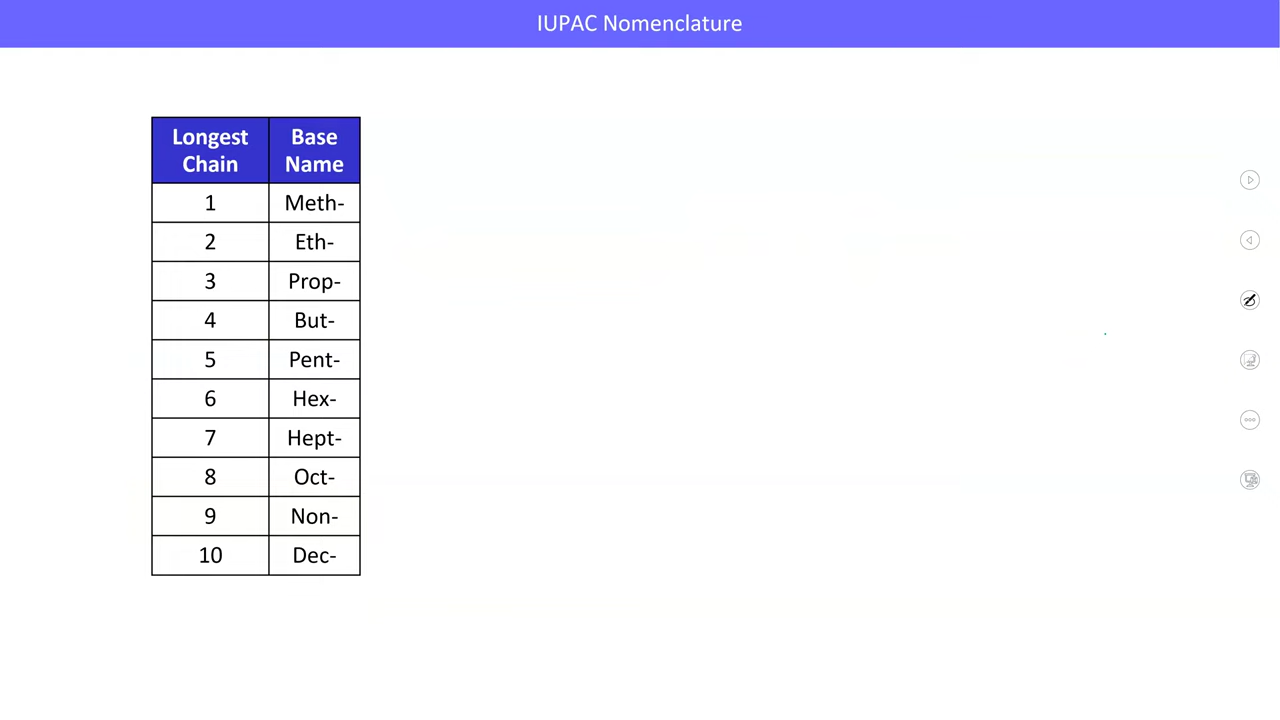 IUPAC Nomenclature
Longest Chain Base Name
1 Meth-
2 Eth-
3 Prop-
4 But-
5 Pent-
6 Hex-
7 Hept-
8 Oct-
9 Non-
10 Dec-